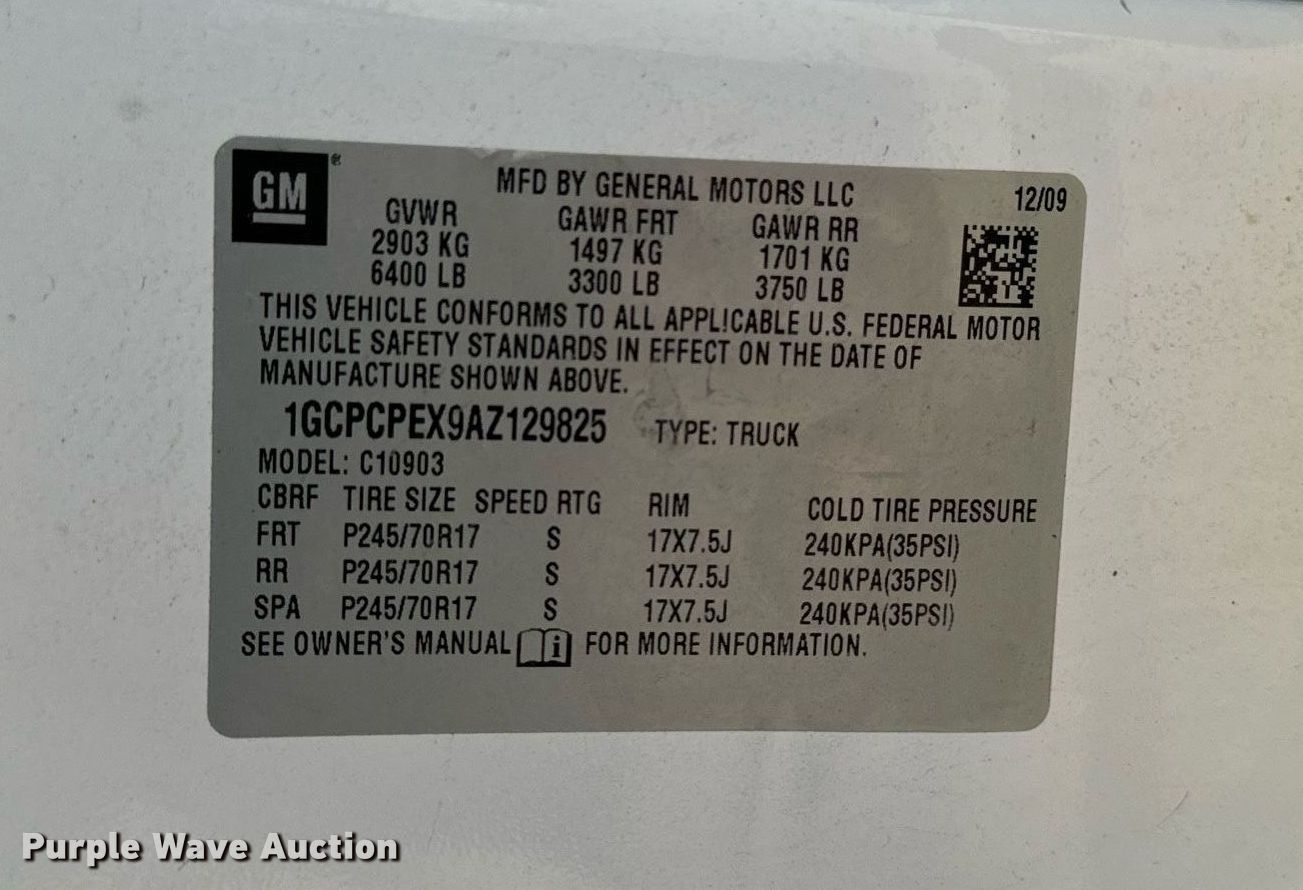 GM ®
MFD BY GENERAL MOTORS LLC 12/09
GVWR GAWR FRT GAWR RR
2903 KG 1497 KG 1701 KG
6400 LB 3300 LB 3750 LB
THIS VEHICLE CONFORMS TO ALL APPLICABLE U.S. FEDERAL MOTOR
VEHICLE SAFETY STANDARDS IN EFFECT ON THE DATE OF
MANUFACTURE SHOWN ABOVE.
1GCPCPEX9AZ129825 TYPE: TRUCK
MODEL: C10903
CBRF TIRE SIZE SPEED RTG RIM COLD TIRE PRESSURE
FRT P245/70R17 S 17X7.5J 240KPA(35PSI)
RR P245/70R17 S 17X7.5J 240KPA(35PSI)
SPA P245/70R17 S 17X7.5J 240KPA(35PSI)
SEE OWNER'S MANUAL i FOR MORE INFORMATION.
Purple Wave Auction